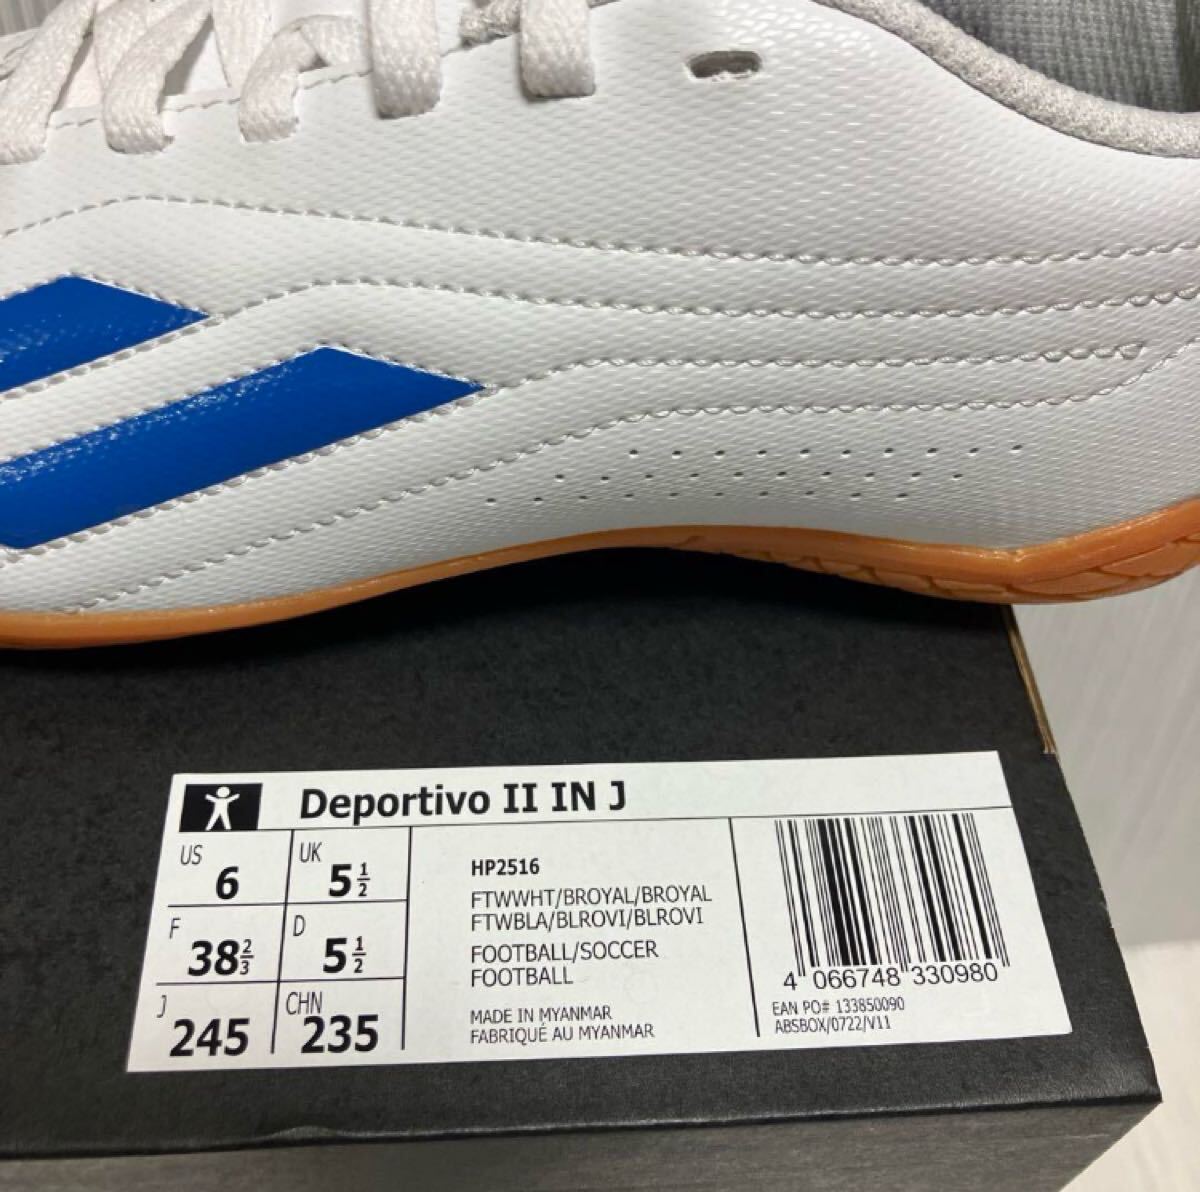 Deportivo II IN J
US 6
UK 5 1/2
F 38 2/3
D 5 1/2
J 245
CHN 235
HP2516
FTWWHT/BROYAL/BROYAL
FTWBLA/BLROVI/BLROVI
FOOTBALL/SOCCER
FOOTBALL
MADE IN MYANMAR
FABRIQUÉ AU MYANMAR
4 066748 330980
EAN PO# 133850090
ABSBOX/0722/V11